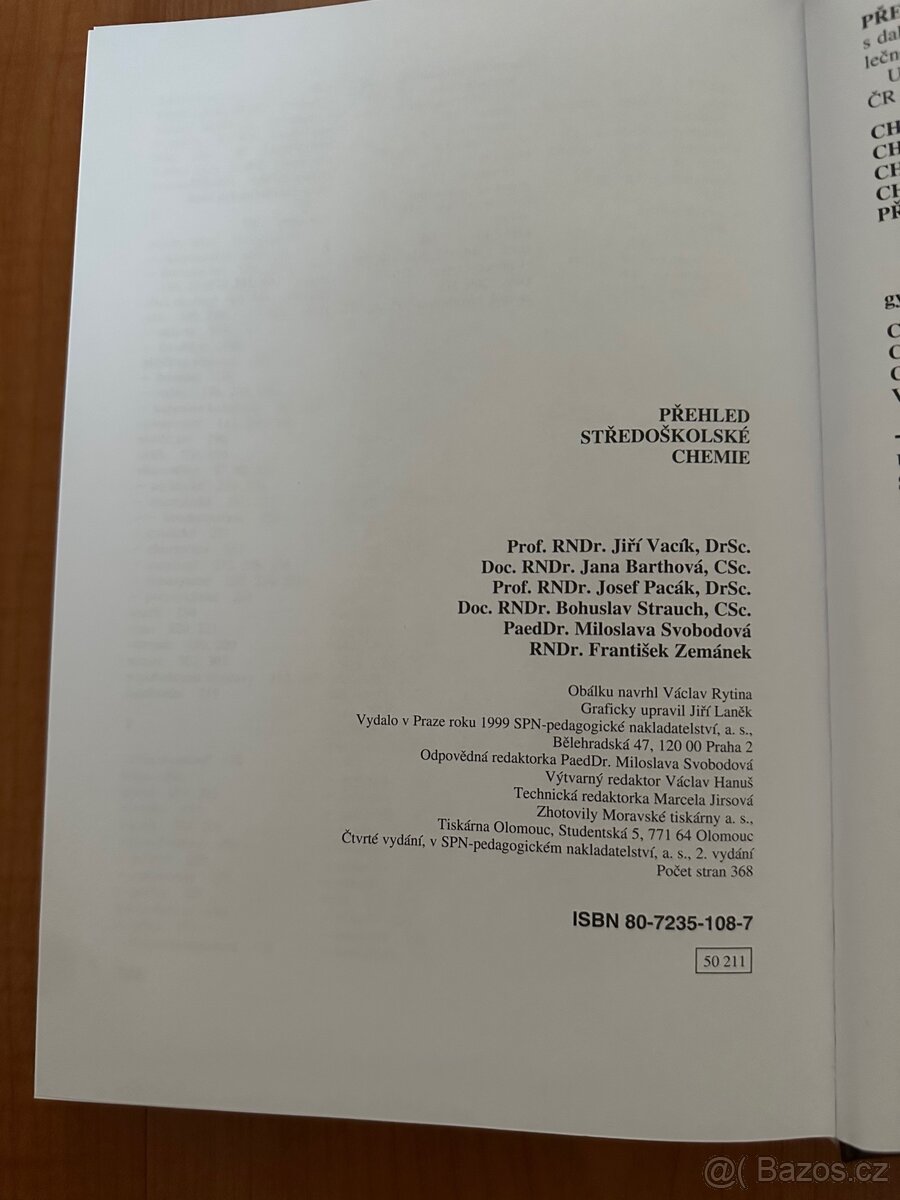 PŘEHLED
STŘEDOŠKOLSKÉ
CHEMIE
Prof. RNDr. Jiří Vacík, DrSc.
Doc. RNDr. Jana Barthová, CSc.
Prof. RNDr. Josef Pacák, DrSc.
Doc. RNDr. Bohuslav Strauch, CSc.
PaedDr. Miloslava Svobodová
RNDr. František Zemánek
Obálku navrhl Václav Rytina
Graficky upravil Jiří Laněk
Vydalo v Praze roku 1999 SPN-pedagogické nakladatelství, a. s.,
Bělehradská 47, 120 00 Praha 2
Odpovědná redaktorka PaedDr. Miloslava Svobodová
Výtvarný redaktor Václav Hanuš
Technická redaktorka Marcela Jirsová
Zhotovily Moravské tiskárny a. s.,
Tiskárna Olomouc, Studentská 5, 771 64 Olomouc
Čtvrté vydání, v SPN-pedagogickém nakladatelství, a. s., 2. vydání
Počet stran 368
ISBN 80-7235-108-7
50 211
s
ČR
@( Bazos.cz